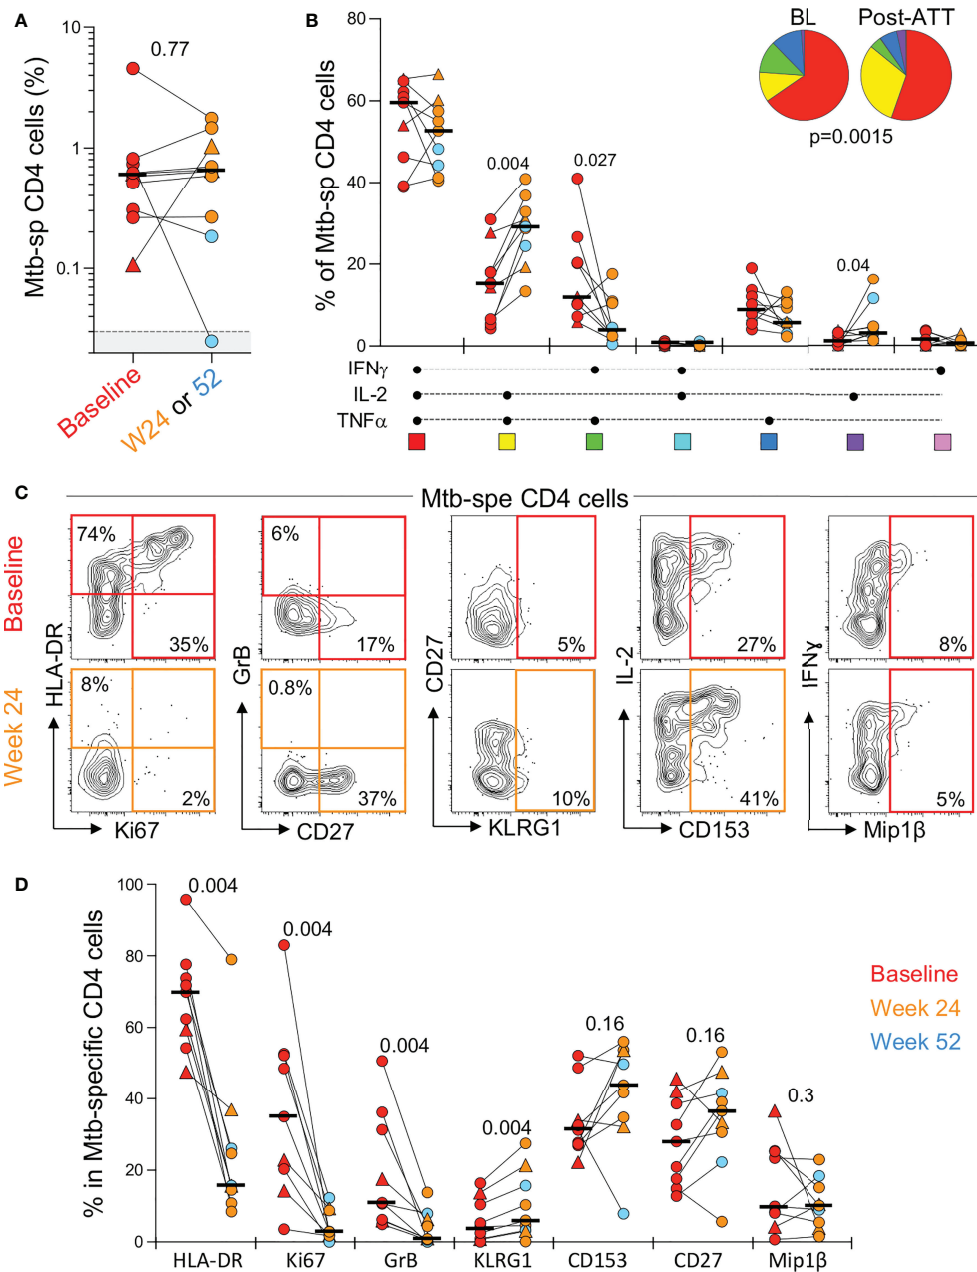 A
0.77
10
1
0.1
Mtb-sp CD4 cells (%)
Baseline
W24 or 52
B
80
60
40
20
0
% of Mtb-sp CD4 cells
0.004
0.027
0.04
BL
Post-ATT
p=0.0015
IFNγ
IL-2
TNFα
C
Mtb-spe CD4 cells
Baseline
74%
35%
6%
17%
5%
27%
8%
Week 24
8%
2%
0.8%
37%
10%
41%
5%
HLA-DR
GrB
CD27
IL-2
IFNγ
Ki67
CD27
KLRG1
CD153
Mip1β
D
100
80
60
40
20
0
% in Mtb-specific CD4 cells
0.004
0.004
0.004
0.004
0.16
0.16
0.3
HLA-DR
Ki67
GrB
KLRG1
CD153
CD27
Mip1β
Baseline
Week 24
Week 52